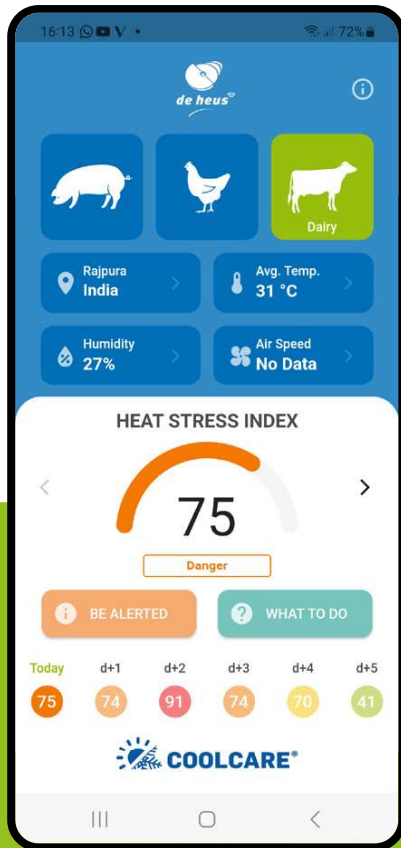 16:13
72%
de heus
Dairy
Rajpura
India
Avg. Temp.
31 °C
Humidity
27%
Air Speed
No Data
HEAT STRESS INDEX
75
Danger
BE ALERTED
WHAT TO DO
Today d+1 d+2 d+3 d+4 d+5
75 74 91 74 70 41
COOLCARE®